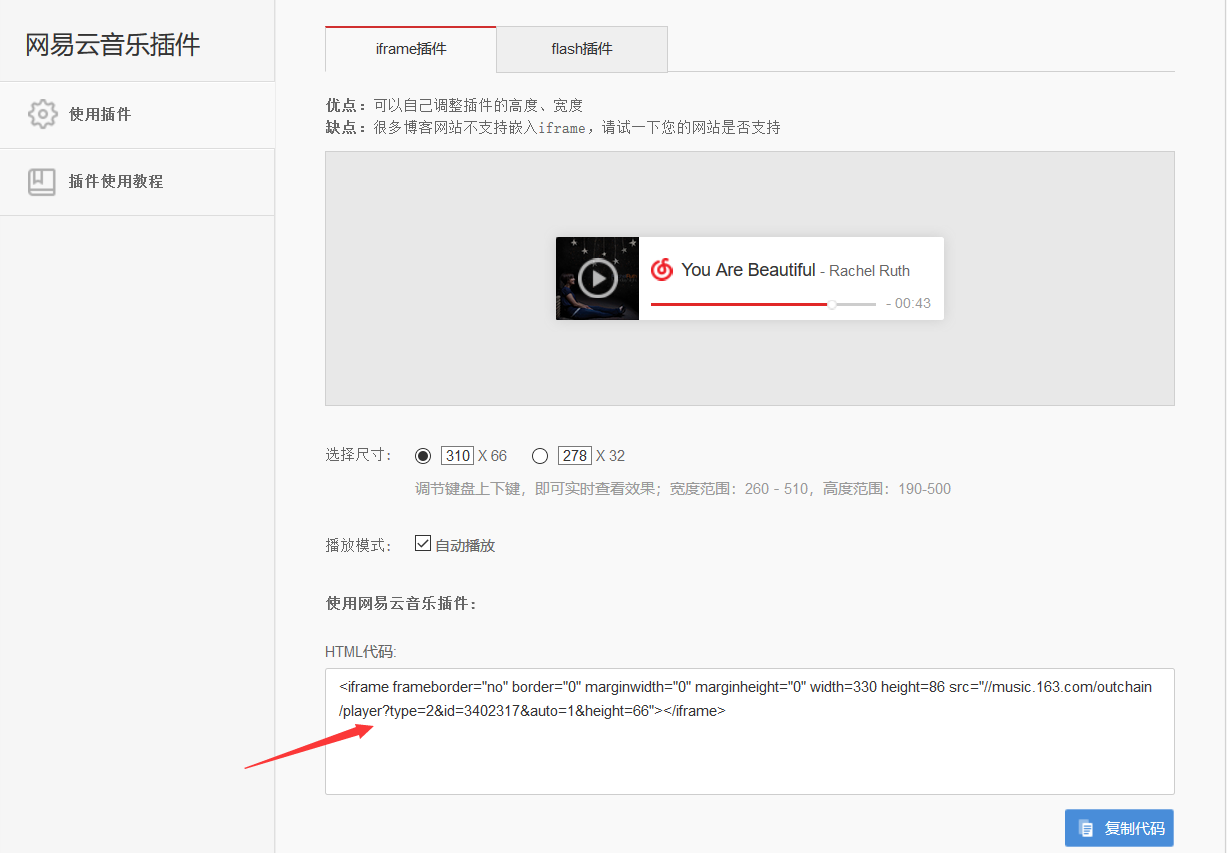 网易云音乐插件
使用插件
插件使用教程
iframe插件
flash插件
优点：可以自己调整插件的高度、宽度
缺点：很多博客网站不支持嵌入iframe，请试一下您的网站是否支持
You Are Beautiful - Rachel Ruth
- 00:43
选择尺寸： 310 X 66 278 X 32
调节键盘上下键，即可实时查看效果；宽度范围：260 - 510，高度范围：190-500
播放模式： 自动播放
使用网易云音乐插件：
HTML代码:
<iframe frameborder="no" border="0" marginwidth="0" marginheight="0" width=330 height=86 src="//music.163.com/outchain
/player?type=2&id=3402317&auto=1&height=66"></iframe>
复制代码